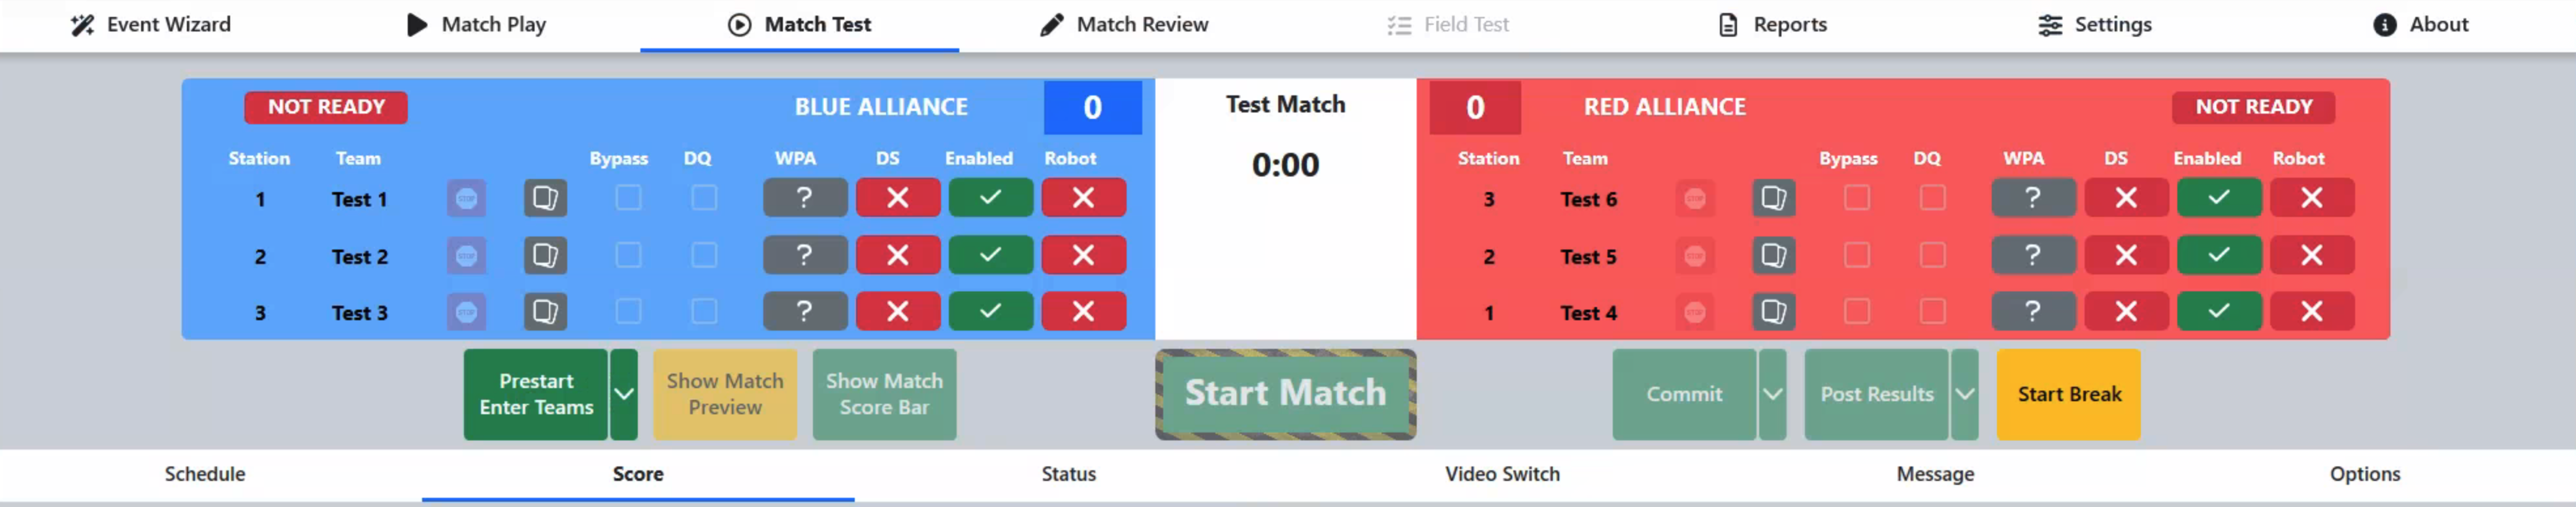 Event Wizard Match Play Match Test Match Review Field Test Reports Settings About
NOT READY BLUE ALLIANCE 0 Test Match 0 RED ALLIANCE NOT READY
Station Team Bypass DQ WPA DS Enabled Robot 0:00 Station Team Bypass DQ WPA DS Enabled Robot
1 Test 1 ? 3 Test 6 ?
2 Test 2 ? 2 Test 5 ?
3 Test 3 ? 1 Test 4 ?
Prestart
Enter Teams
Show Match
Preview
Show Match
Score Bar
Start Match
Commit
Post Results
Start Break
Schedule Score Status Video Switch Message Options